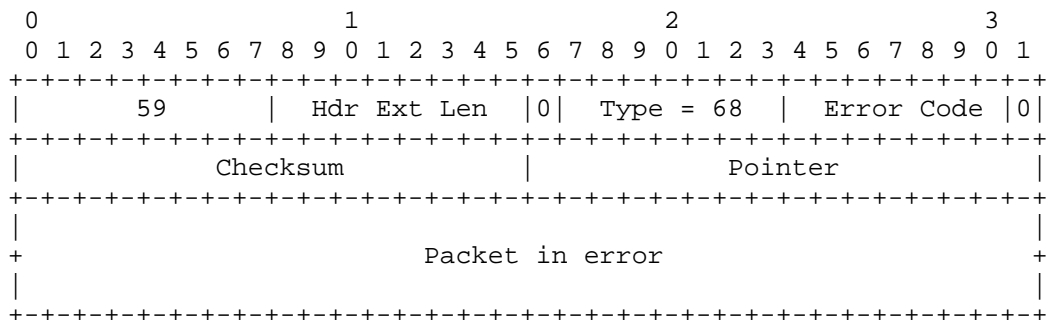 0                   1                   2                   3
 0 1 2 3 4 5 6 7 8 9 0 1 2 3 4 5 6 7 8 9 0 1 2 3 4 5 6 7 8 9 0 1
+-+-+-+-+-+-+-+-+-+-+-+-+-+-+-+-+-+-+-+-+-+-+-+-+-+-+-+-+-+-+-+-+
|       59      |  Hdr Ext Len  |0|  Type = 68  |  Error Code |0|
+-+-+-+-+-+-+-+-+-+-+-+-+-+-+-+-+-+-+-+-+-+-+-+-+-+-+-+-+-+-+-+-+
|            Checksum           |            Pointer            |
+-+-+-+-+-+-+-+-+-+-+-+-+-+-+-+-+-+-+-+-+-+-+-+-+-+-+-+-+-+-+-+-+
|                                                               |
+                        Packet in error                        +
|                                                               |
+-+-+-+-+-+-+-+-+-+-+-+-+-+-+-+-+-+-+-+-+-+-+-+-+-+-+-+-+-+-+-+-+